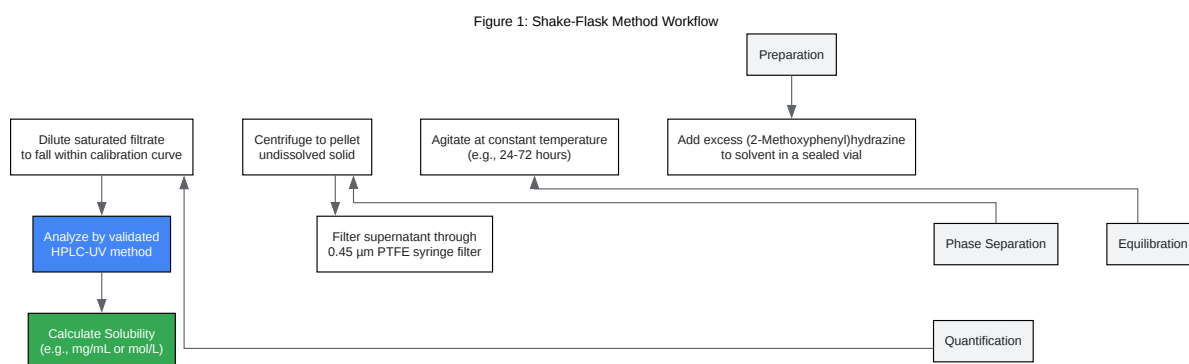 Figure 1: Shake-Flask Method Workflow
Preparation
Dilute saturated filtrate
to fall within calibration curve
Centrifuge to pellet
undissolved solid
Agitate at constant temperature
(e.g., 24-72 hours)
Add excess (2-Methoxyphenyl)hydrazine
to solvent in a sealed vial
Analyze by validated
HPLC-UV method
Filter supernatant through
0.45 µm PTFE syringe filter
Phase Separation
Equilibration
Calculate Solubility
(e.g., mg/mL or mol/L)
Quantification